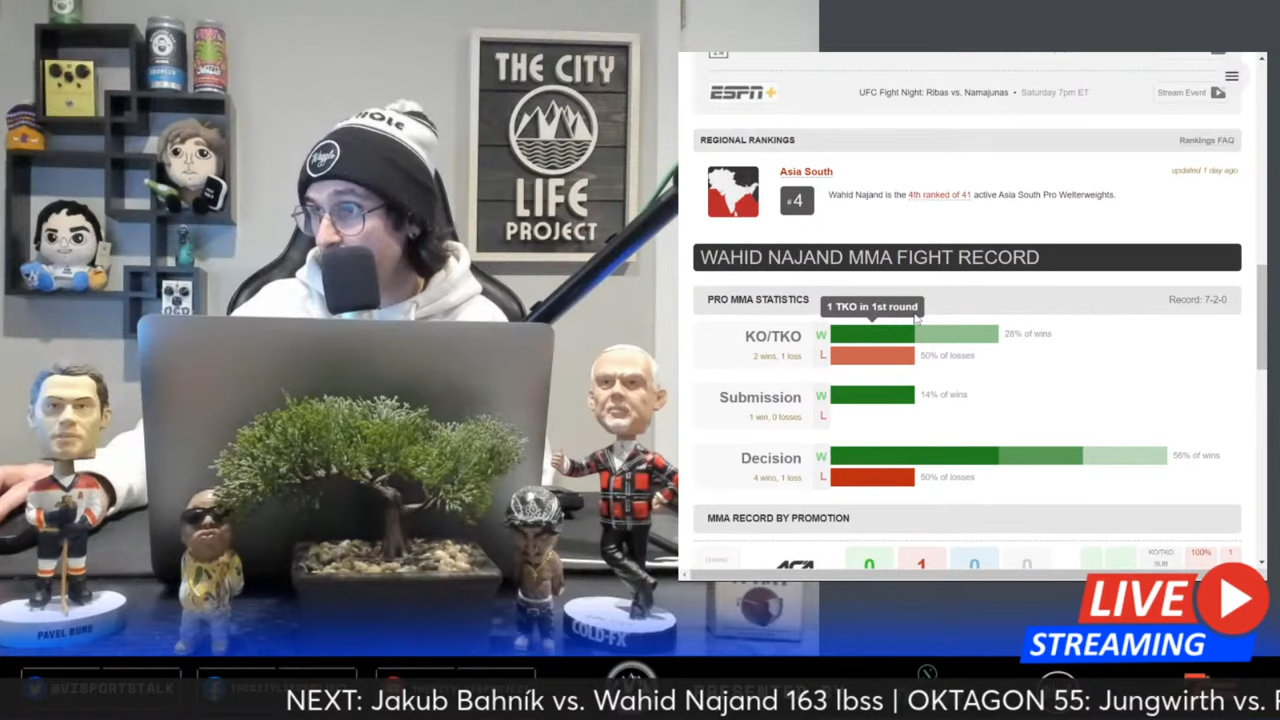 THE CITY
LIFE
PROJECT
HOLE
PAVEL BURE
COLD-FX
ESPN+
UFC Fight Night: Ribas vs. Namajunas • Saturday 7pm ET
Stream Event
REGIONAL RANKINGS
Rankings FAQ
Asia South
updated 1 day ago
#4
Wahid Najand is the 4th ranked of 41 active Asia South Pro Welterweights.
WAHID NAJAND MMA FIGHT RECORD
PRO MMA STATISTICS
1 TKO in 1st round
Record: 7-2-0
KO/TKO
W
28% of wins
2 wins, 1 loss
L
50% of losses
Submission
W
14% of wins
1 win, 0 losses
L
Decision
W
56% of wins
4 wins, 1 loss
L
50% of losses
MMA RECORD BY PROMOTION
ACA
0
1
0
0
KO/TKO
SUB
100%
1
LIVE
STREAMING
@VISPORTSTALK
NEXT: Jakub Bahník vs. Wahid Najand 163 lbss | OKTAGON 55: Jungwirth vs.